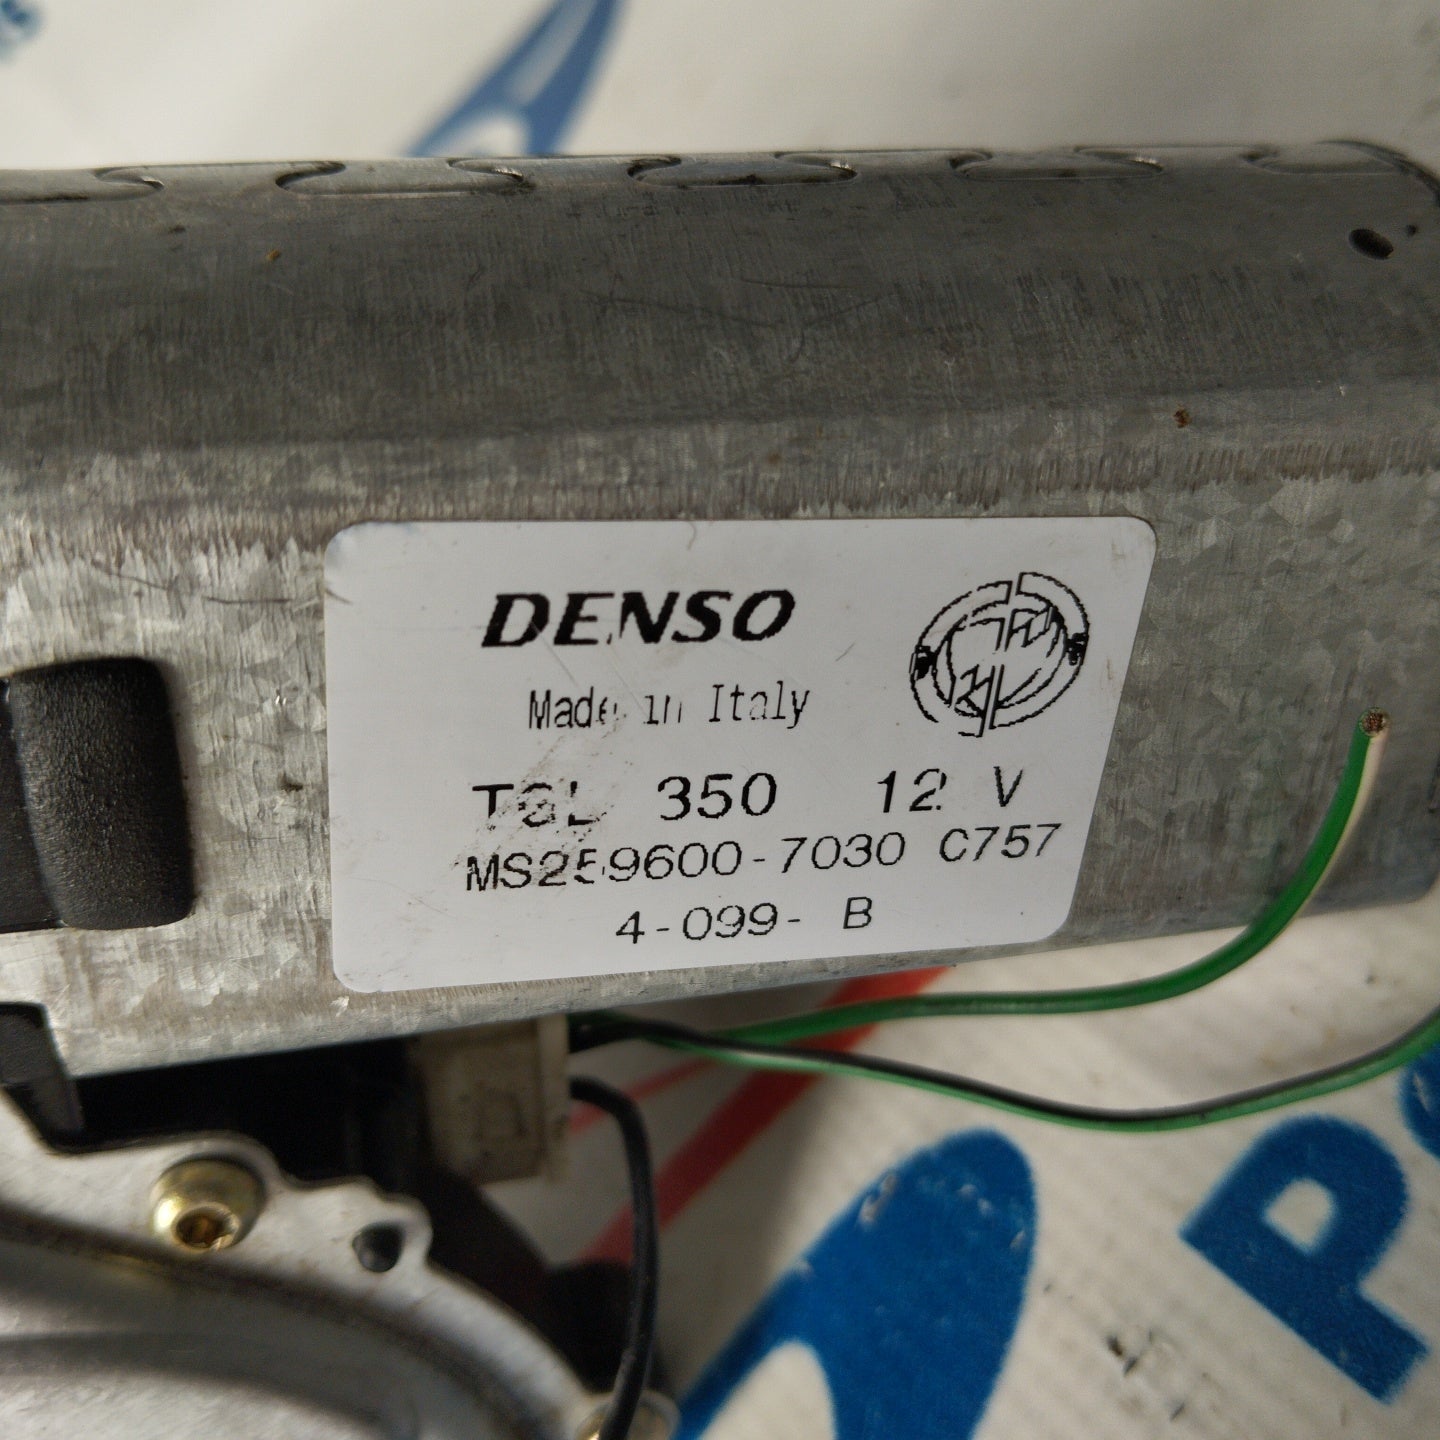 DENSO
Made in Italy
TGL 350 12 V
MS259600-7030 C757
4-099- B